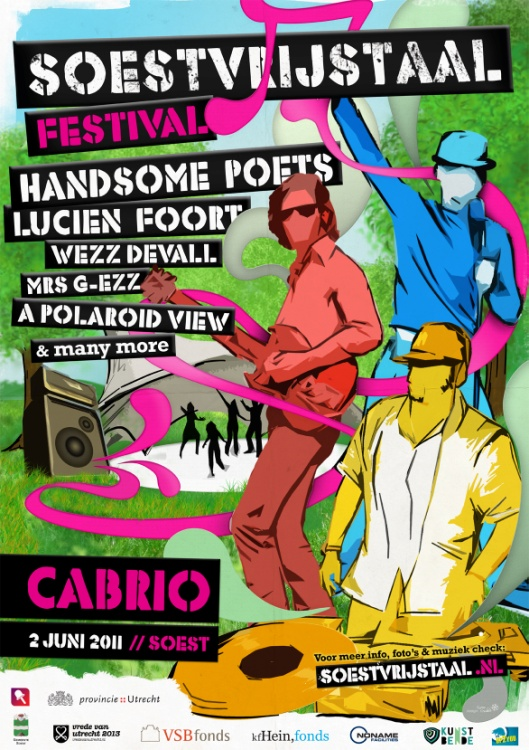 SOESTVRIJSTAAL
FESTIVAL
HANDSOME POETS
LUCIEN FOORT
WEZZ DEVALL
MRS G-EZZ
A POLAROID VIEW
& many more
CABRIO
2 JUNI 2011 // SOEST
Voor meer info, foto's & muziek check:
SOESTVRIJSTAAL.NL
provincie :: Utrecht
vrede van
utrecht 2013
VSBfonds
kfHein,fonds
NONAME
FACILITIES
KUNST
BENDE